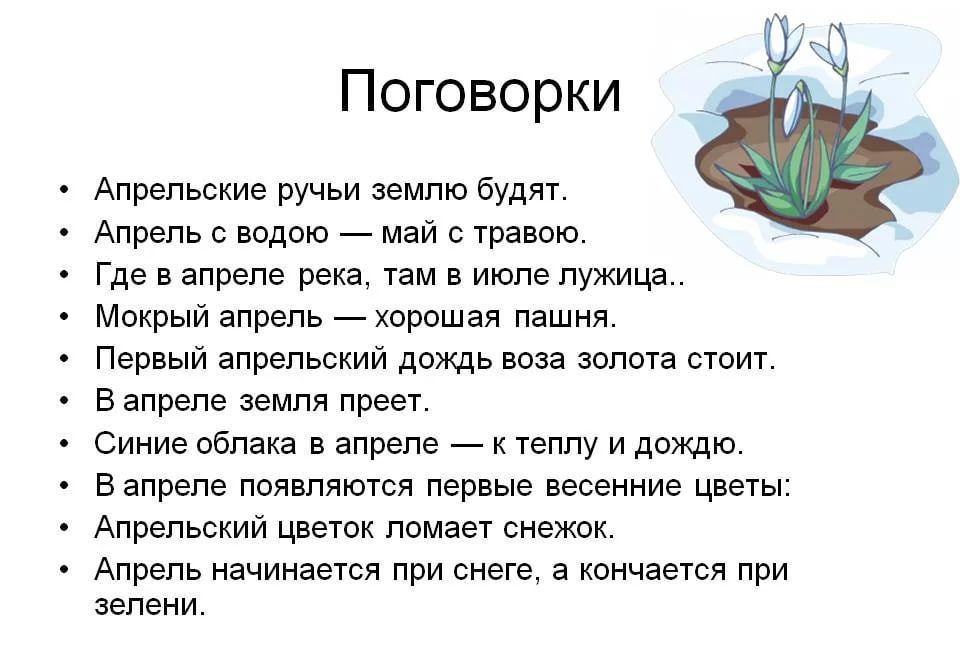 Поговорки
• Апрельские ручьи землю будят.
• Апрель с водою — май с травою.
• Где в апреле река, там в июле лужица..
• Мокрый апрель — хорошая пашня.
• Первый апрельский дождь воза золота стоит.
• В апреле земля преет.
• Синие облака в апреле — к теплу и дождю.
• В апреле появляются первые весенние цветы:
• Апрельский цветок ломает снежок.
• Апрель начинается при снеге, а кончается при
зелени.